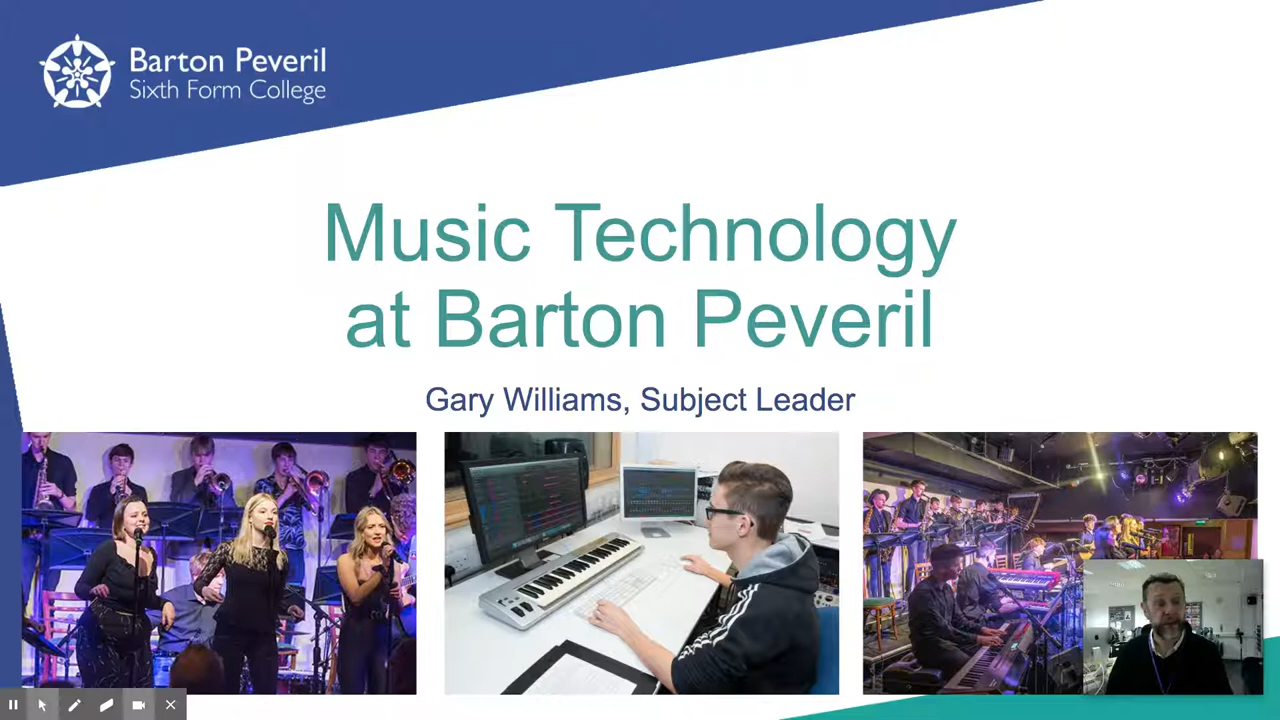 Barton Peveril
Sixth Form College
Music Technology
at Barton Peveril
Gary Williams, Subject Leader